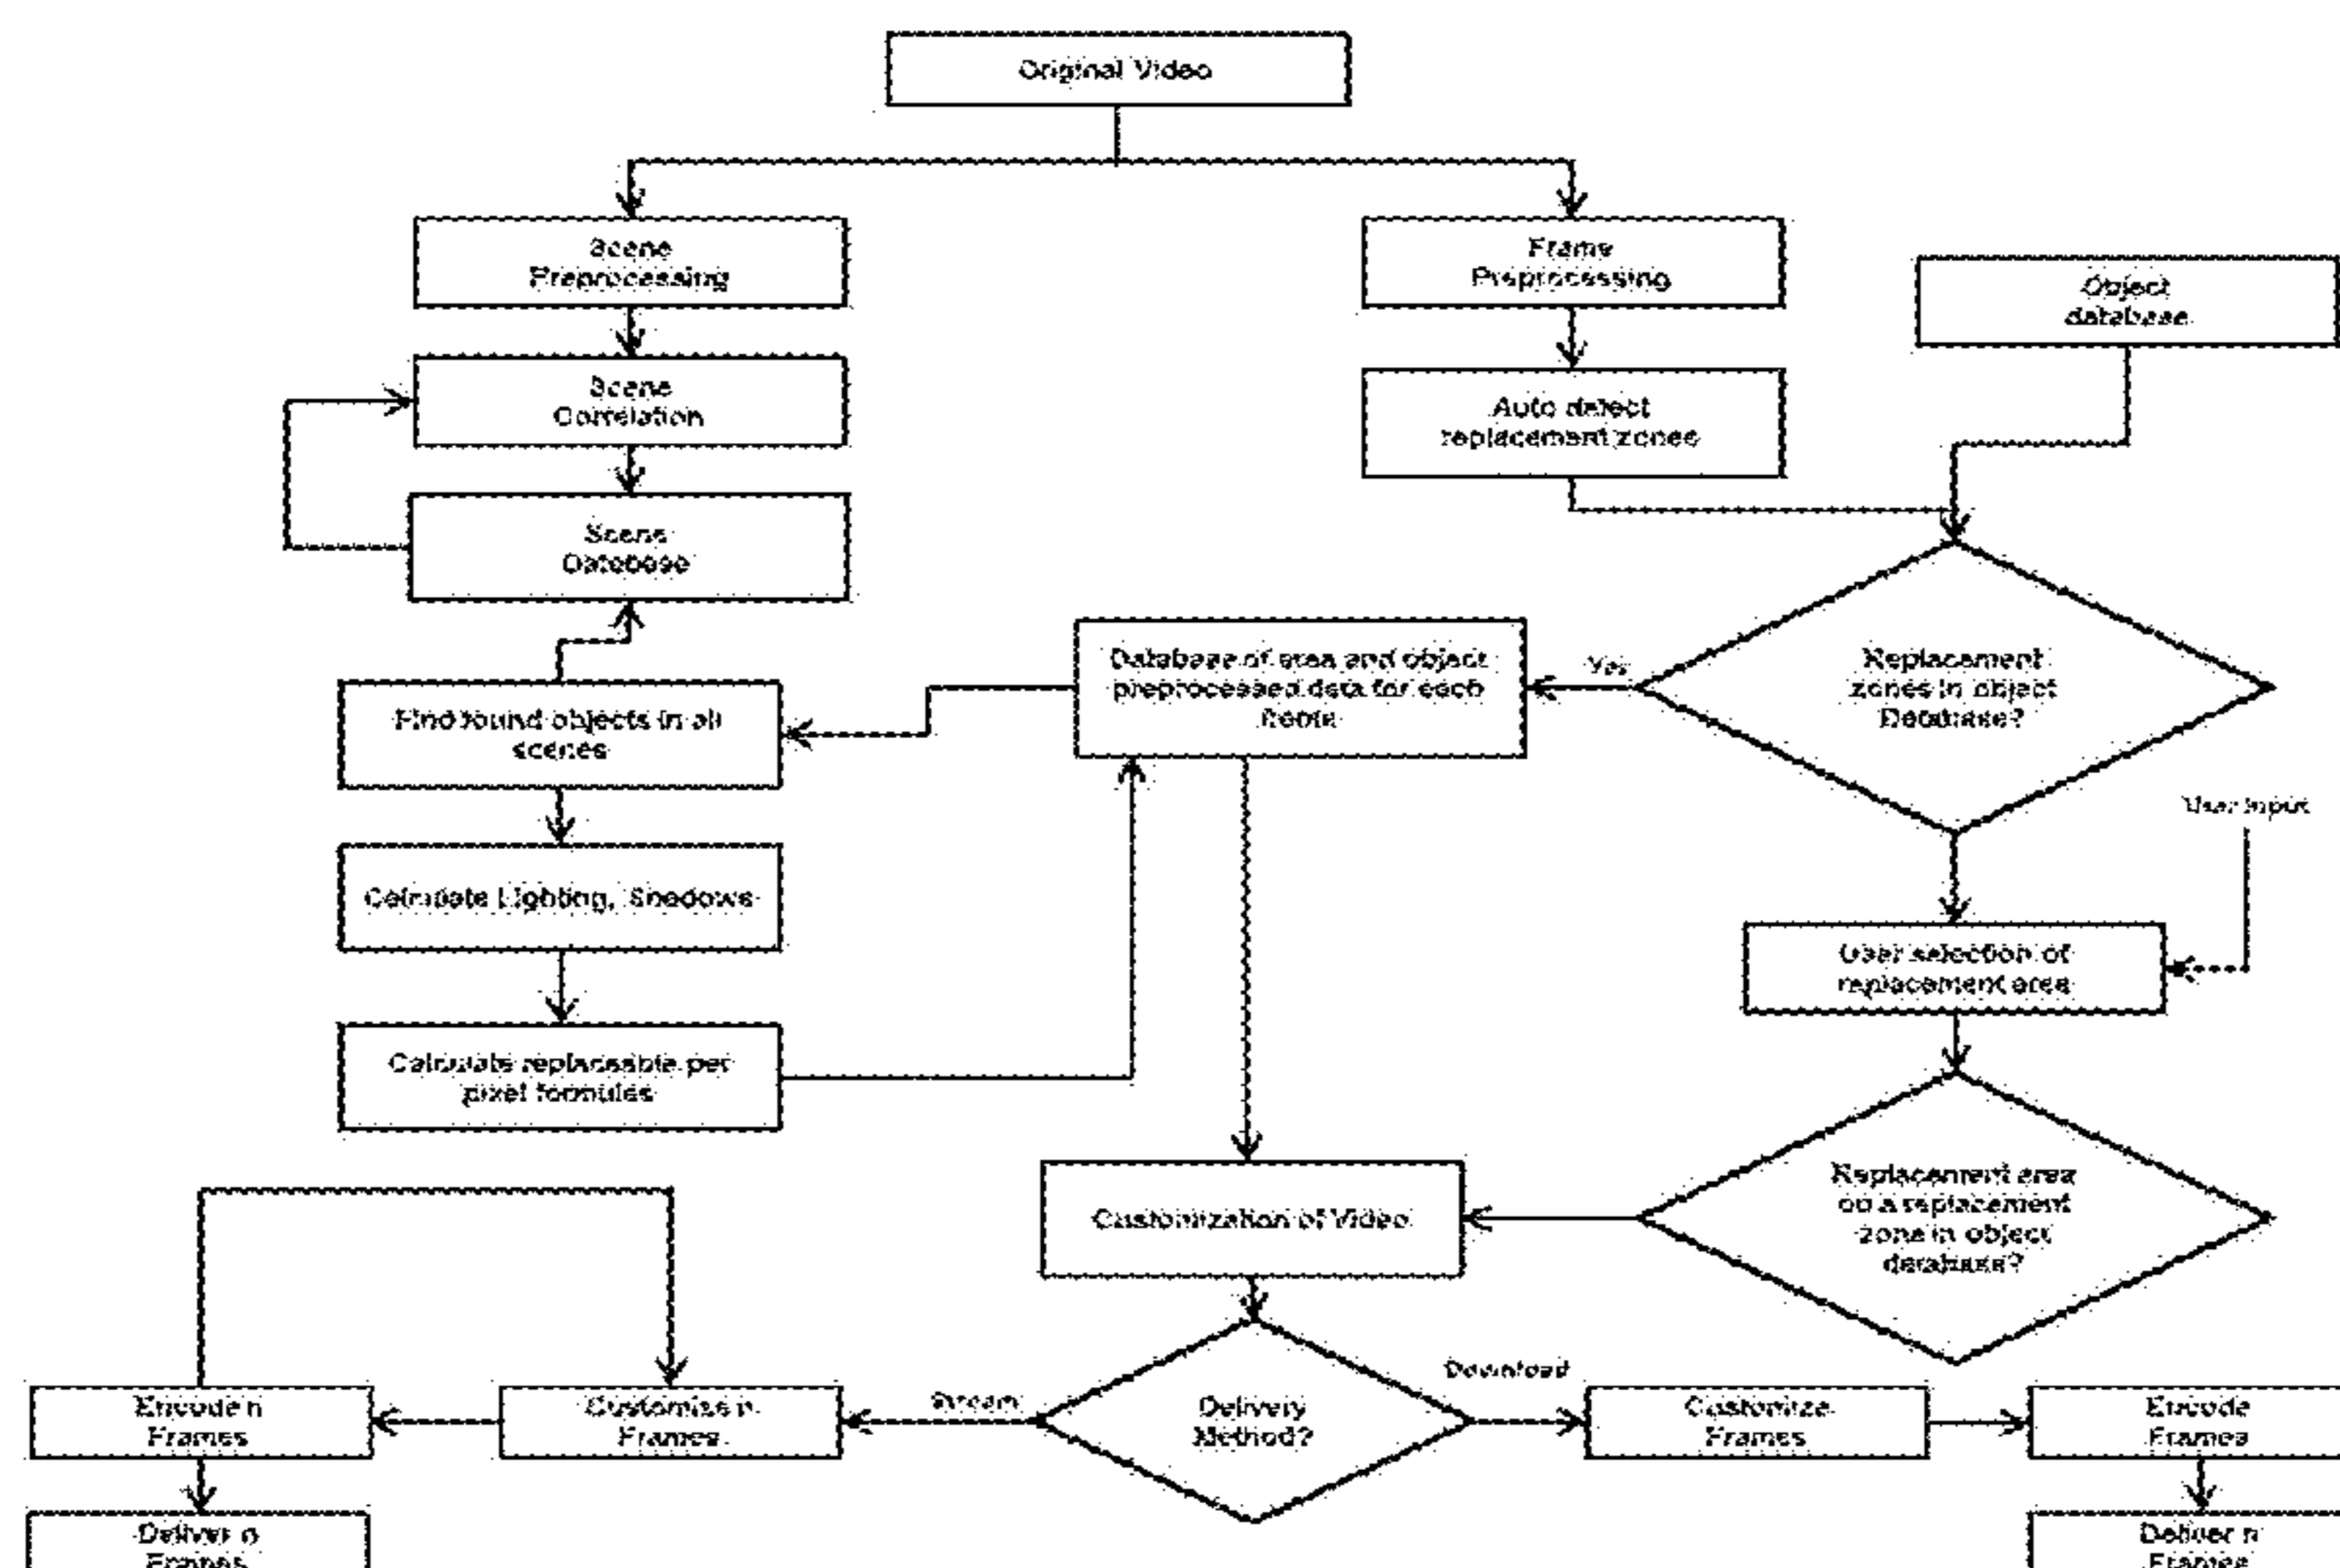 Original Video
Scene
Preprocessing
Frame
Preprocessing
Object
database
Scene
Correlation
Auto detect
replacement zones
Scene
Database
Replacement
zones in object
Database?
Yes
Database of area and object
preprocessed data for each
frame
Find found objects in all
scenes
User Input
Calculate Lighting, Shadows
User selection of
replacement area
Calculate replaceable per
pixel formulas
Replacement area
on a replacement
zone in object
database?
Customization of Video
Delivery
Method?
Stream
Download
Customize n
Frames
Encode n
Frames
Customize
Frames
Encode
Frames
Deliver n
Frames
Deliver n
Frames